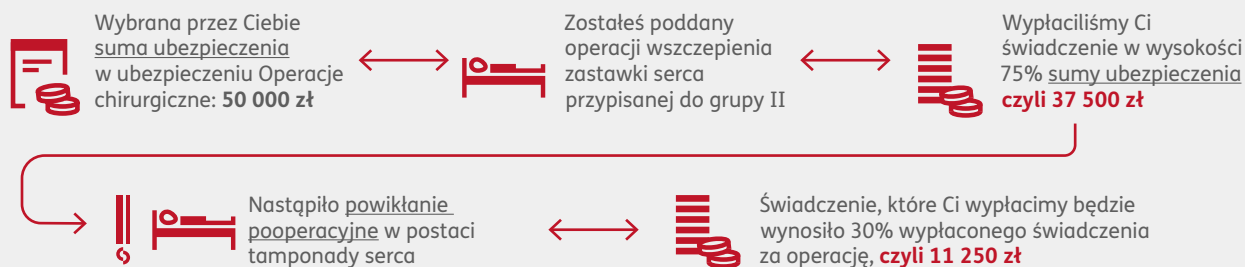 Wybrana przez Ciebie
suma ubezpieczenia
w ubezpieczeniu Operacje
chirurgiczne: 50 000 zł
Zostałeś poddany
operacji wszczepienia
zastawki serca
przypisanej do grupy II
Wypłaciliśmy Ci
świadczenie w wysokości
75% sumy ubezpieczenia
czyli 37 500 zł
Nastąpiło powikłanie
pooperacyjne w postaci
tamponady serca
Świadczenie, które Ci wypłacimy będzie
wynosiło 30% wypłaconego świadczenia
za operację, czyli 11 250 zł